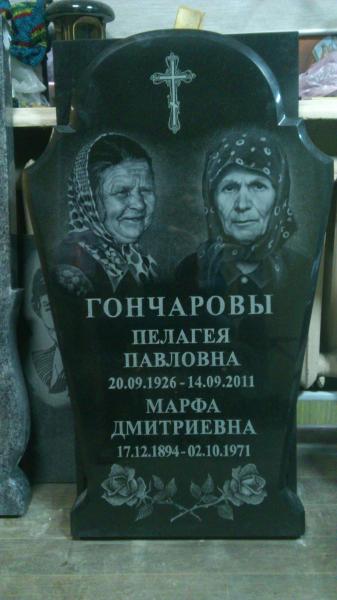 ГОНЧАРОВЫ
ПЕЛАГЕЯ
ПАВЛОВНА
20.09.1926 - 14.09.2011
МАРФА
ДМИТРИЕВНА
17.12.1894 - 02.10.1971